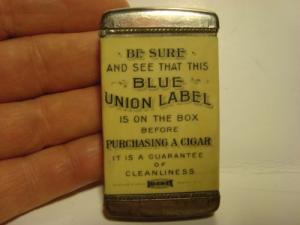 BE SURE
AND SEE THAT THIS
BLUE
UNION LABEL
IS ON THE BOX
BEFORE
PURCHASING A CIGAR
IT IS A GUARANTEE
OF
CLEANLINESS